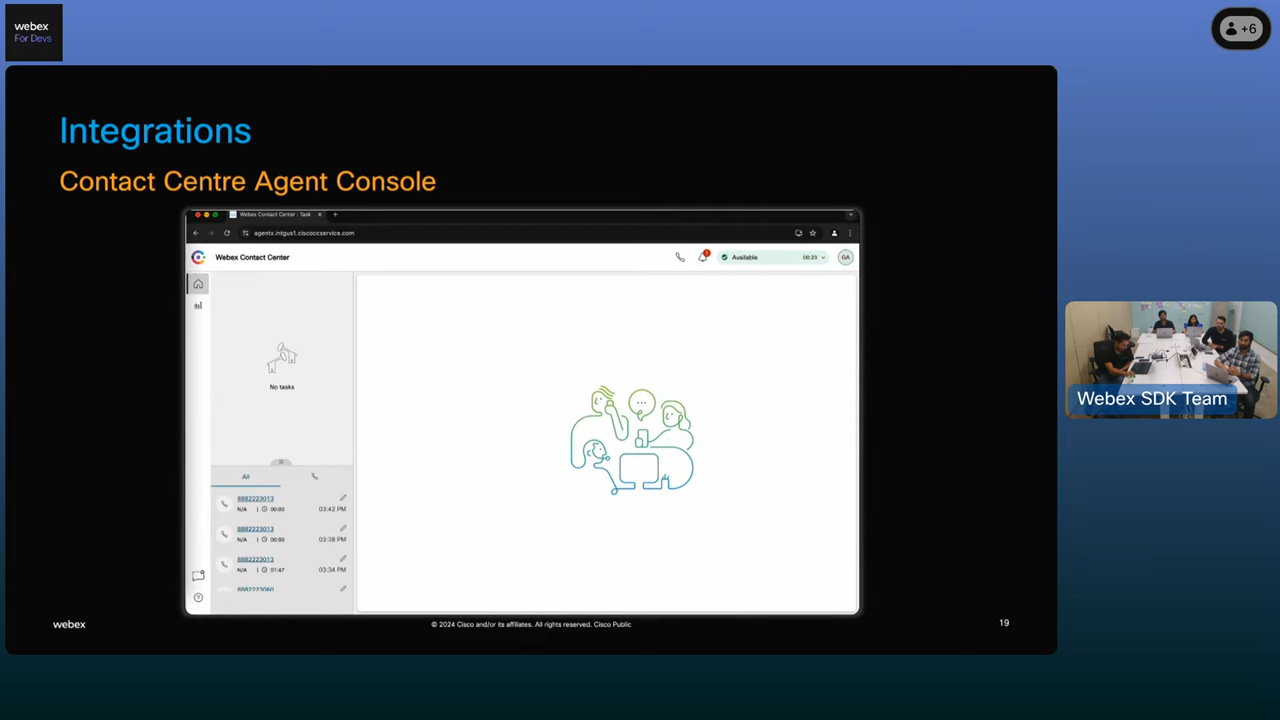 webex
For Devs
+6
Integrations
Contact Centre Agent Console
Webex Contact Center : Task
agentx.intgus1.ciscoccservice.com
Webex Contact Center
Available
00:23
GA
No tasks
All
8882223013
N/A | 00:00 03:42 PM
8882223013
N/A | 00:00 03:38 PM
8882223013
N/A | 01:47 03:34 PM
8882223060
Webex SDK Team
webex
© 2024 Cisco and/or its affiliates. All rights reserved. Cisco Public
19